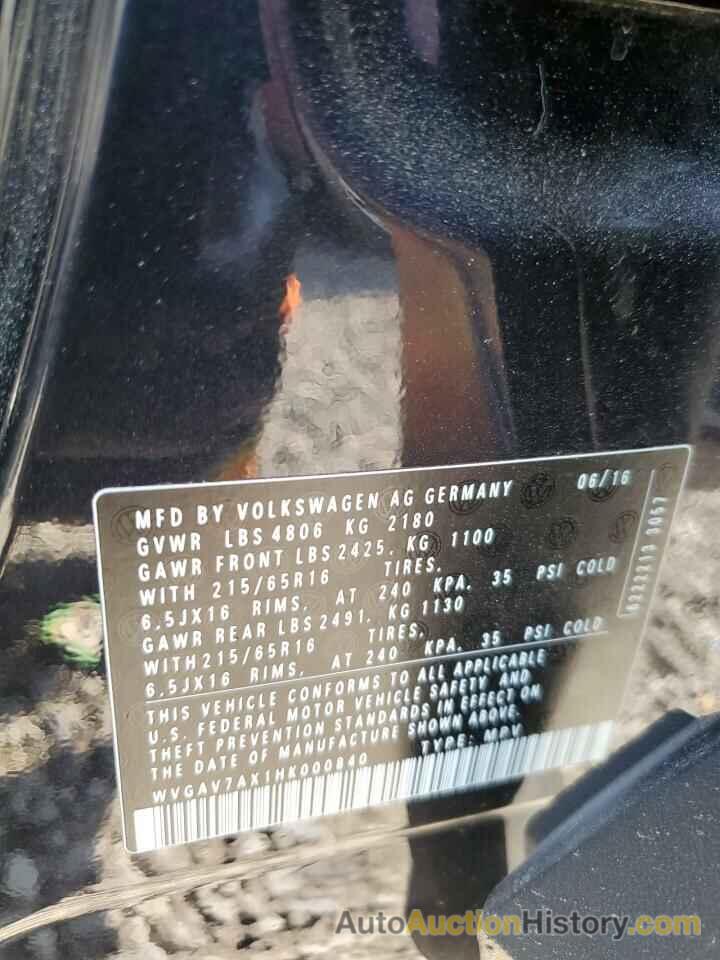 MFD BY VOLKSWAGEN AG GERMANY 06/16
GVWR LBS 4806 KG 2180
GAWR FRONT LBS 2425. KG 1100
WITH 215/65R16 TIRES.
6.5JX16 RIMS. AT 240 KPA. 35 PSI COLD
GAWR REAR LBS 2491. KG 1130
WITH 215/65R16 TIRES.
6.5JX16 RIMS. AT 240 KPA. 35 PSI COLD.
THIS VEHICLE CONFORMS TO ALL APPLICABLE
U.S. FEDERAL MOTOR VEHICLE SAFETY AND
THEFT PREVENTION STANDARDS IN EFFECT ON
THE DATE OF MANUFACTURE SHOWN ABOVE.
WVGAV7AX1HK000840 TYPE: MPV
AutoAuctionHistory.com